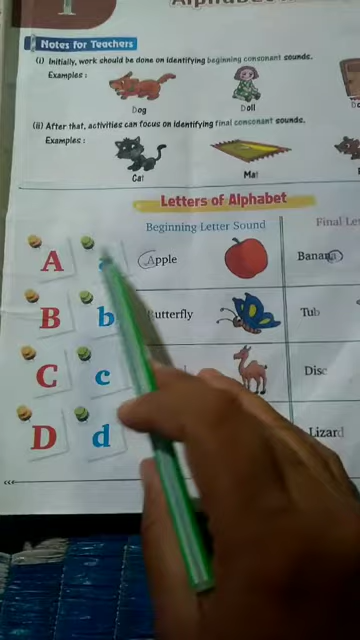 1
Alphabet
Notes for Teachers
(i) Initially, work should be done on identifying beginning consonant sounds.
Examples :
Dog
Doll
(ii) After that, activities can focus on identifying final consonant sounds.
Examples :
Cat
Mat
Letters of Alphabet
Beginning Letter Sound
Final Le
A
Apple
Banana
B
b
utterfly
Tub
C
c
Disc
D
d
Lizard